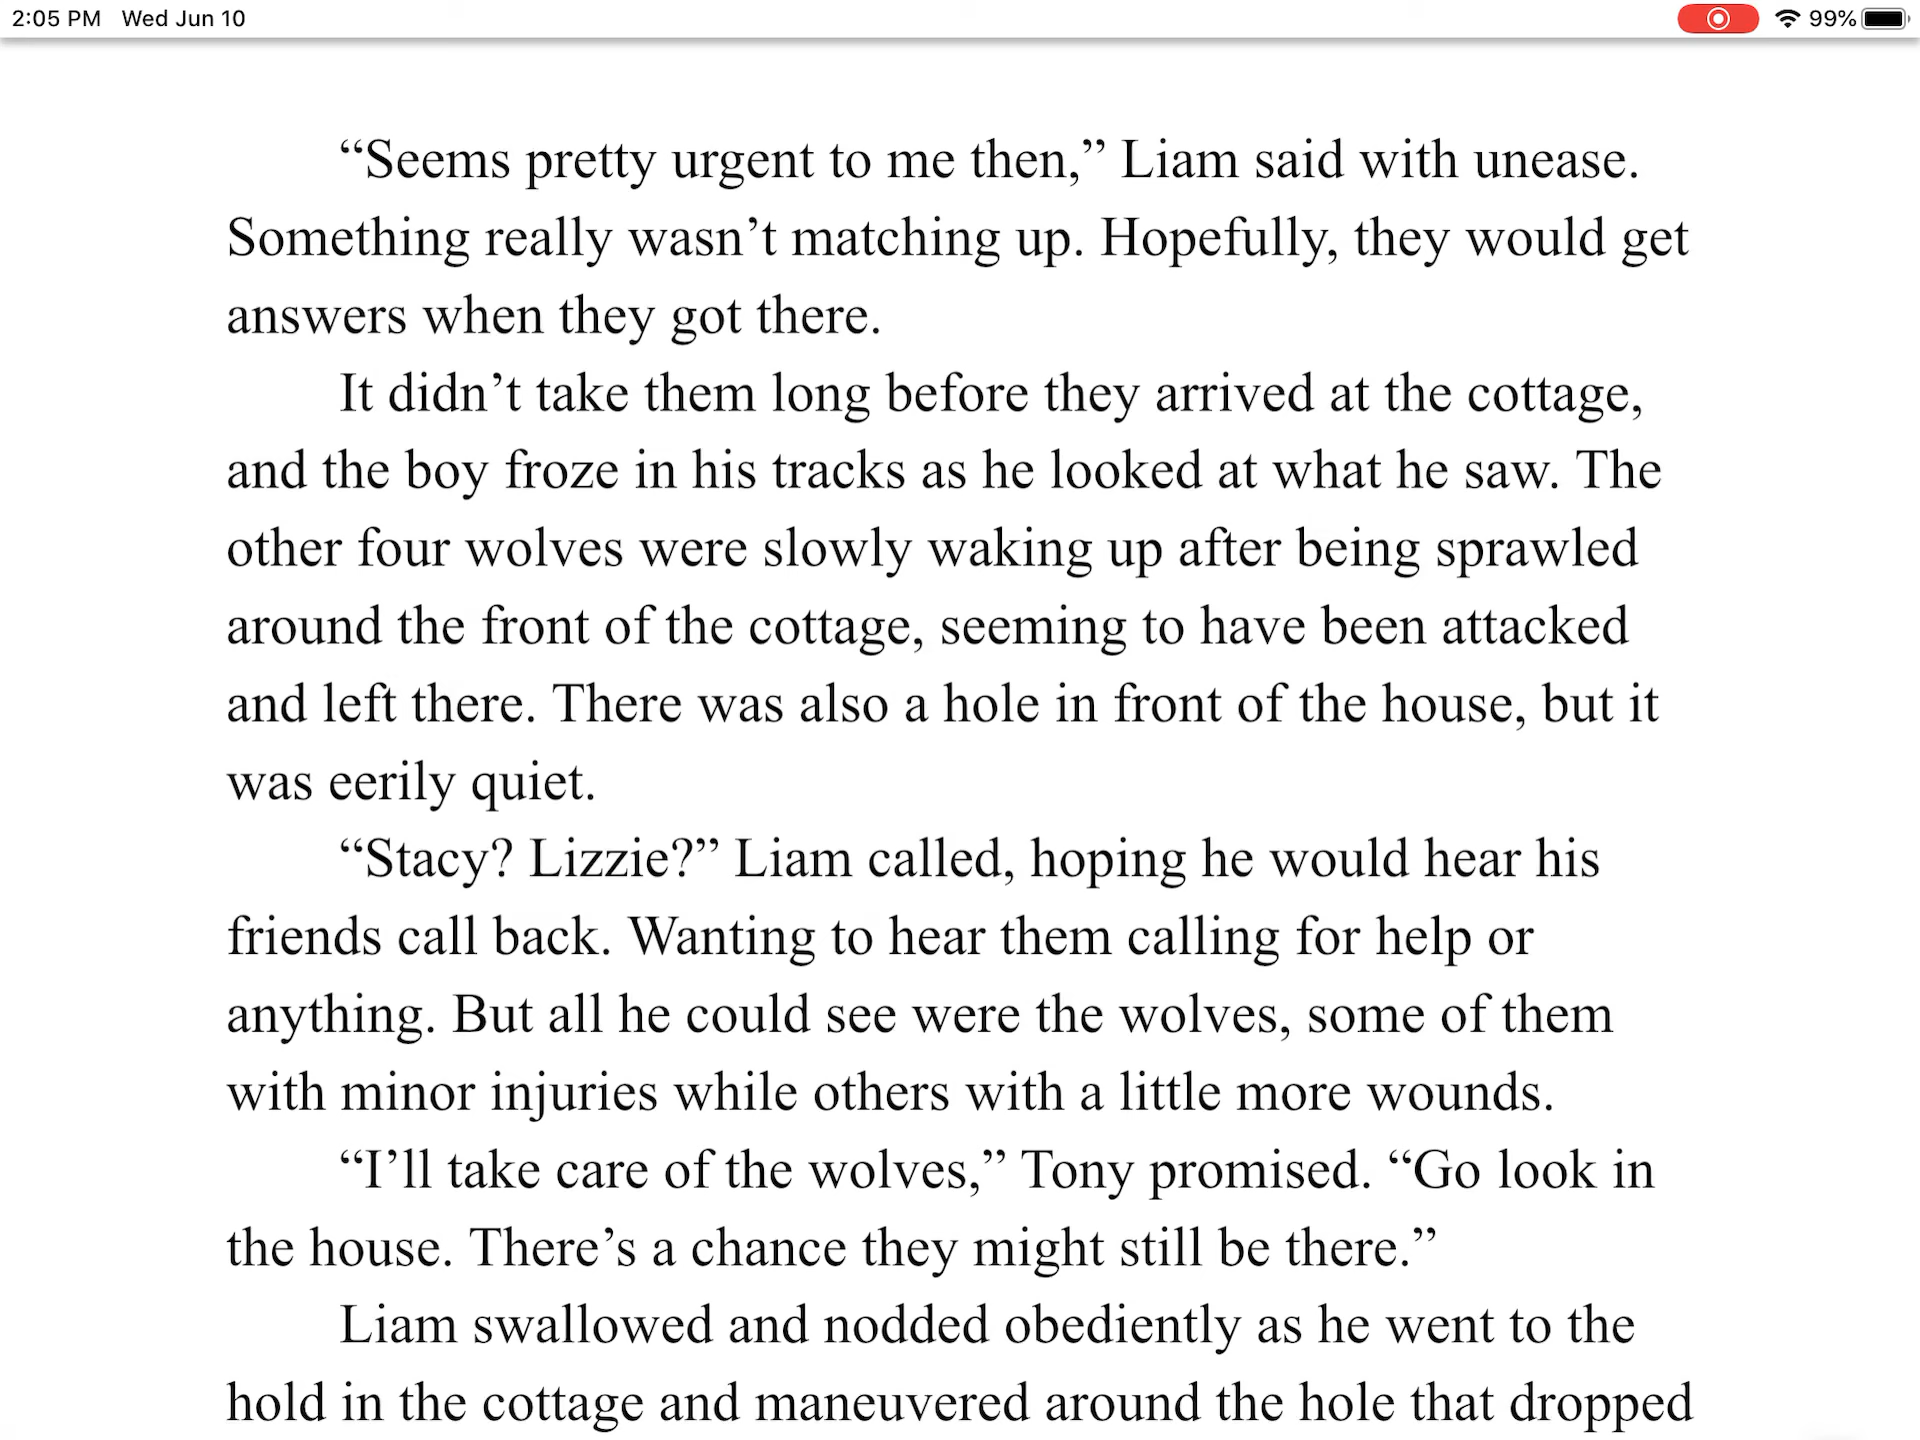 2:05 PM Wed Jun 10 99%
“Seems pretty urgent to me then,” Liam said with unease.
Something really wasn’t matching up. Hopefully, they would get
answers when they got there.
It didn’t take them long before they arrived at the cottage,
and the boy froze in his tracks as he looked at what he saw. The
other four wolves were slowly waking up after being sprawled
around the front of the cottage, seeming to have been attacked
and left there. There was also a hole in front of the house, but it
was eerily quiet.
“Stacy? Lizzie?” Liam called, hoping he would hear his
friends call back. Wanting to hear them calling for help or
anything. But all he could see were the wolves, some of them
with minor injuries while others with a little more wounds.
“I’ll take care of the wolves,” Tony promised. “Go look in
the house. There’s a chance they might still be there.”
Liam swallowed and nodded obediently as he went to the
hold in the cottage and maneuvered around the hole that dropped